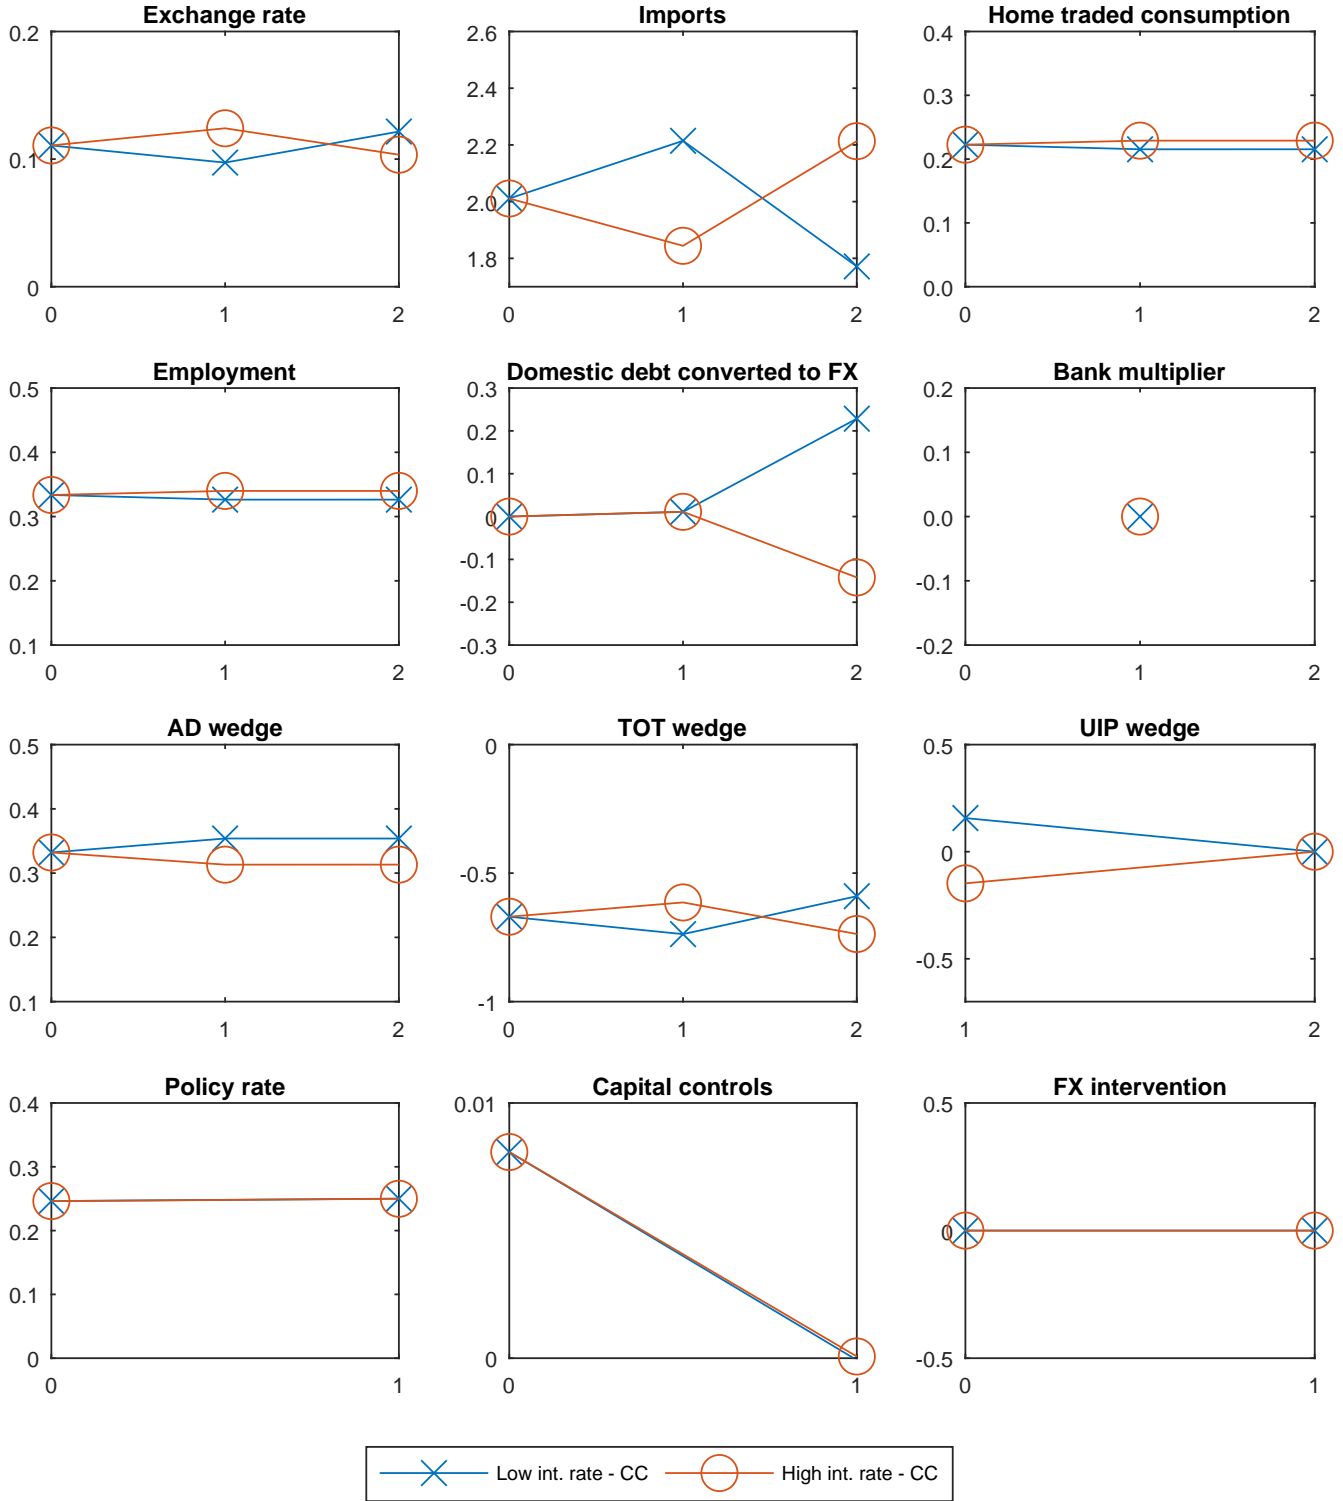 Exchange rate
0.2
0.1
0
0 1 2
Imports
2.6
2.4
2.2
2.0
1.8
0 1 2
Home traded consumption
0.4
0.3
0.2
0.1
0.0
0 1 2
Employment
0.5
0.4
0.3
0.2
0.1
0 1 2
Domestic debt converted to FX
0.3
0.2
0.1
0
-0.1
-0.2
-0.3
0 1 2
Bank multiplier
0.2
0.1
0.0
-0.1
-0.2
0 1 2
AD wedge
0.5
0.4
0.3
0.2
0.1
0 1 2
TOT wedge
0
-0.5
-1
0 1 2
UIP wedge
0.5
0
-0.5
1 2
Policy rate
0.4
0.3
0.2
0.1
0
0 1
Capital controls
0.01
0
0 1
FX intervention
0.5
0
-0.5
0 1
Low int. rate - CC High int. rate - CC